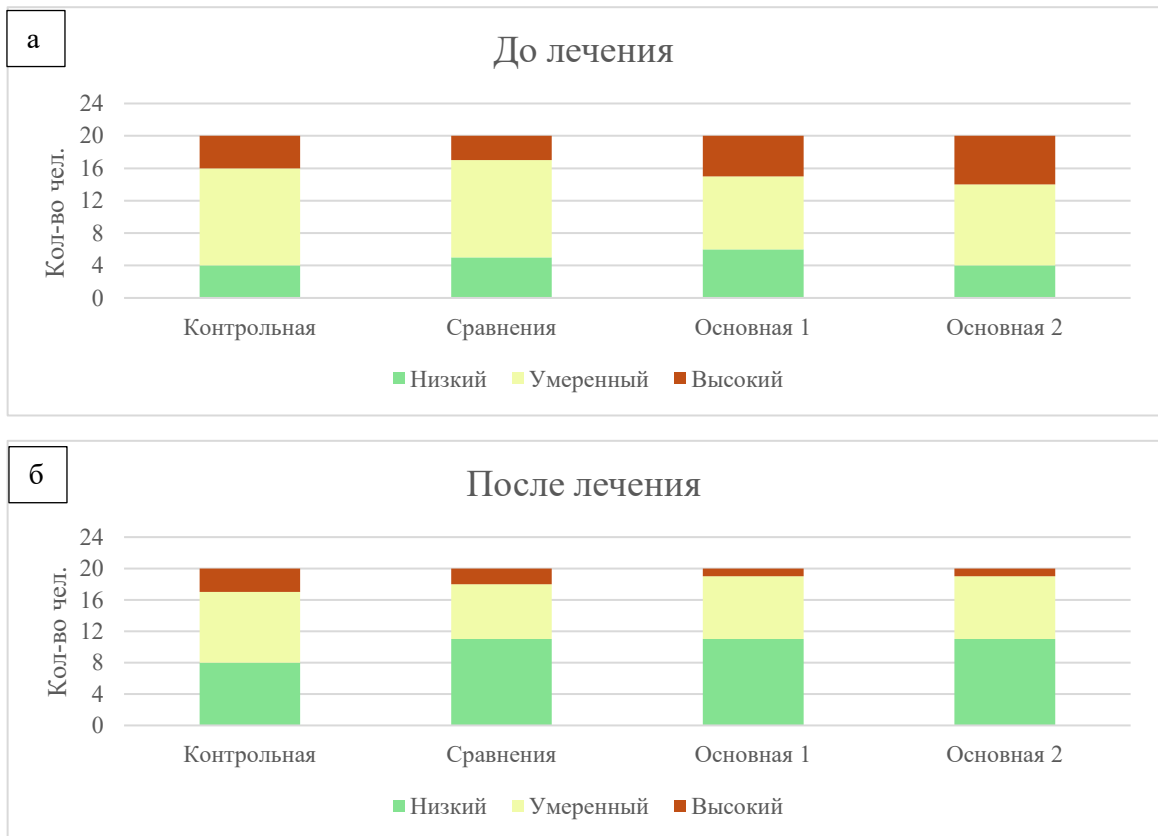 а
До лечения
Кол-во чел.
24
20
16
12
8
4
0
Контрольная Сравнения Основная 1 Основная 2
Низкий Умеренный Высокий
б
После лечения
Кол-во чел.
24
20
16
12
8
4
0
Контрольная Сравнения Основная 1 Основная 2
Низкий Умеренный Высокий